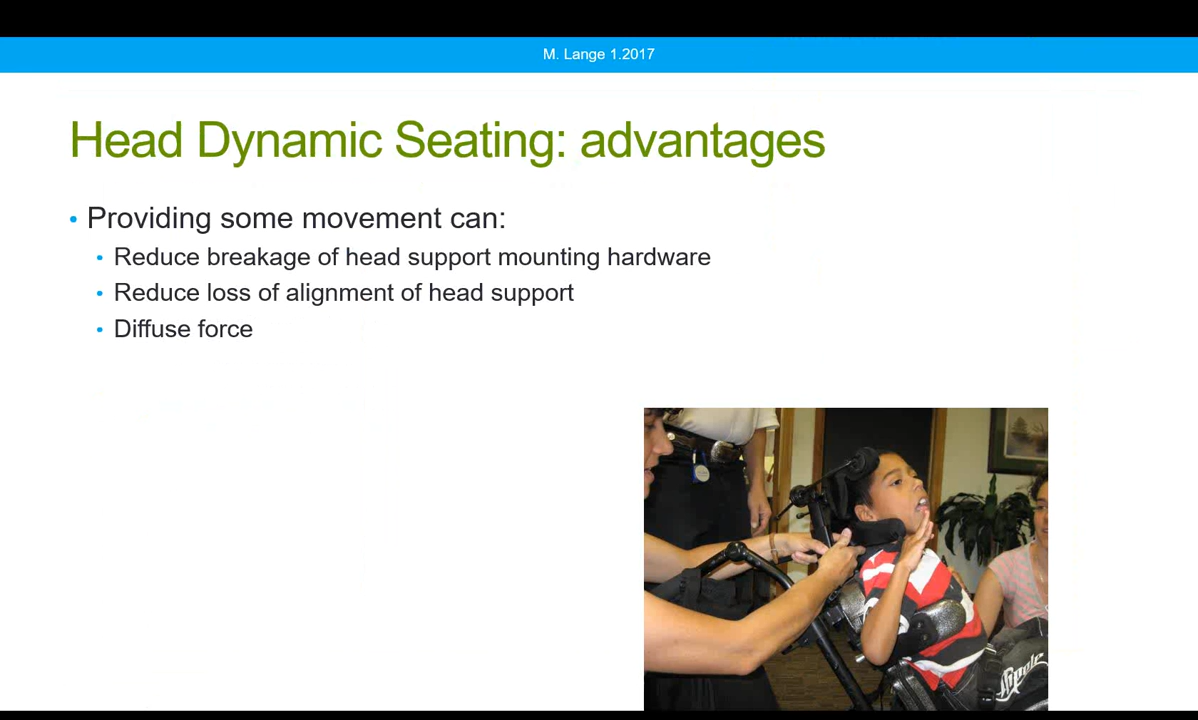 M. Lange 1.2017
Head Dynamic Seating: advantages
• Providing some movement can:
• Reduce breakage of head support mounting hardware
• Reduce loss of alignment of head support
• Diffuse force